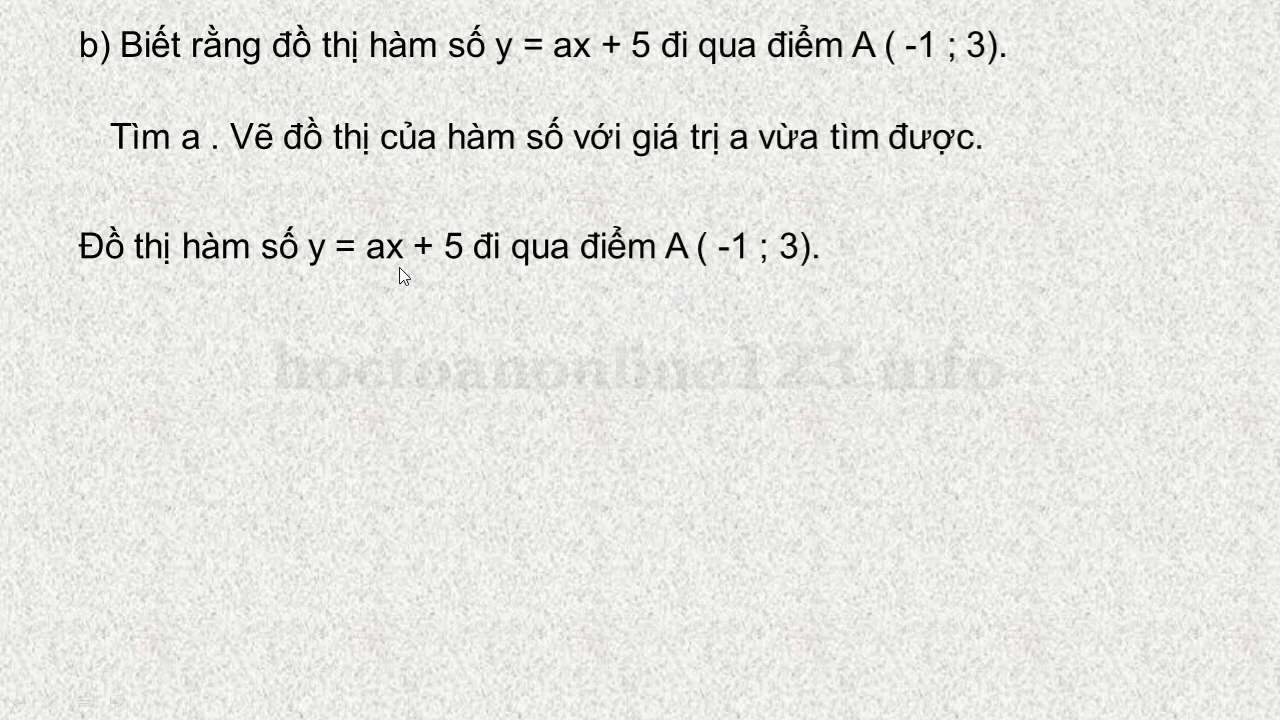 b) Biết rằng đồ thị hàm số y = ax + 5 đi qua điểm A ( -1 ; 3).
Tìm a . Vẽ đồ thị của hàm số với giá trị a vừa tìm được.
Đồ thị hàm số y = ax + 5 đi qua điểm A ( -1 ; 3).
hoctoanonline123.info